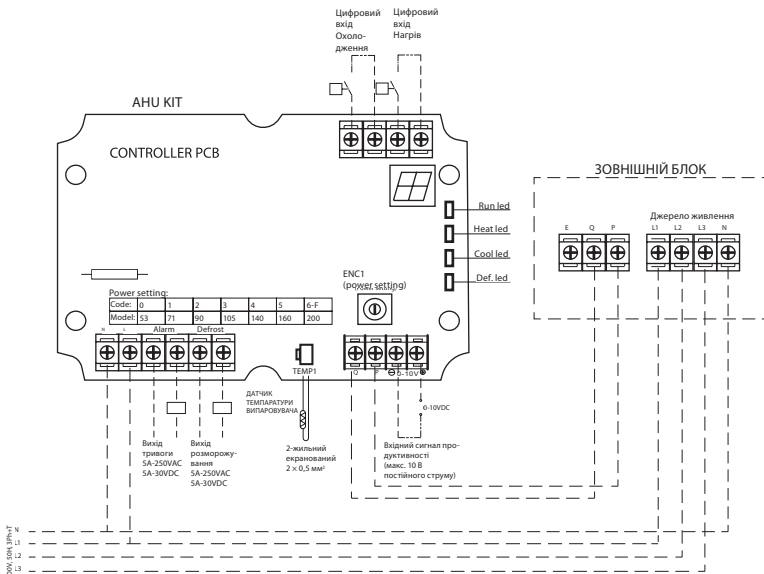 Цифровий
вхід
Охоло-
дження
Цифровий
вхід
Нагрів
AHU KIT
CONTROLLER PCB
Run led
Heat led
Cool led
Def. led
ENC1
(power setting)
Power setting:
Code: 0 1 2 3 4 5 6-F
Model: 53 71 90 105 140 160 200
N L Alarm Defrost
TEMP1
Q P 0-10V
ЗОВНІШНІЙ БЛОК
Джерело живлення
E Q P L1 L2 L3 N
ДАТЧИК
ТЕМПАРАТУРИ
ВИПАРОВУВАЧА
0-10VDC
Вихід
тривоги
5A-250VAC
5A-30VDC
Вихід
розморожу-
вання
5A-250VAC
5A-30VDC
2-жильний
екранований
2 x 0,5 мм²
Вхідний сигнал про-
дуктивності
(макс. 10 В
постійного струму)
N
L1
L2
L3
50H, 3Ph+T